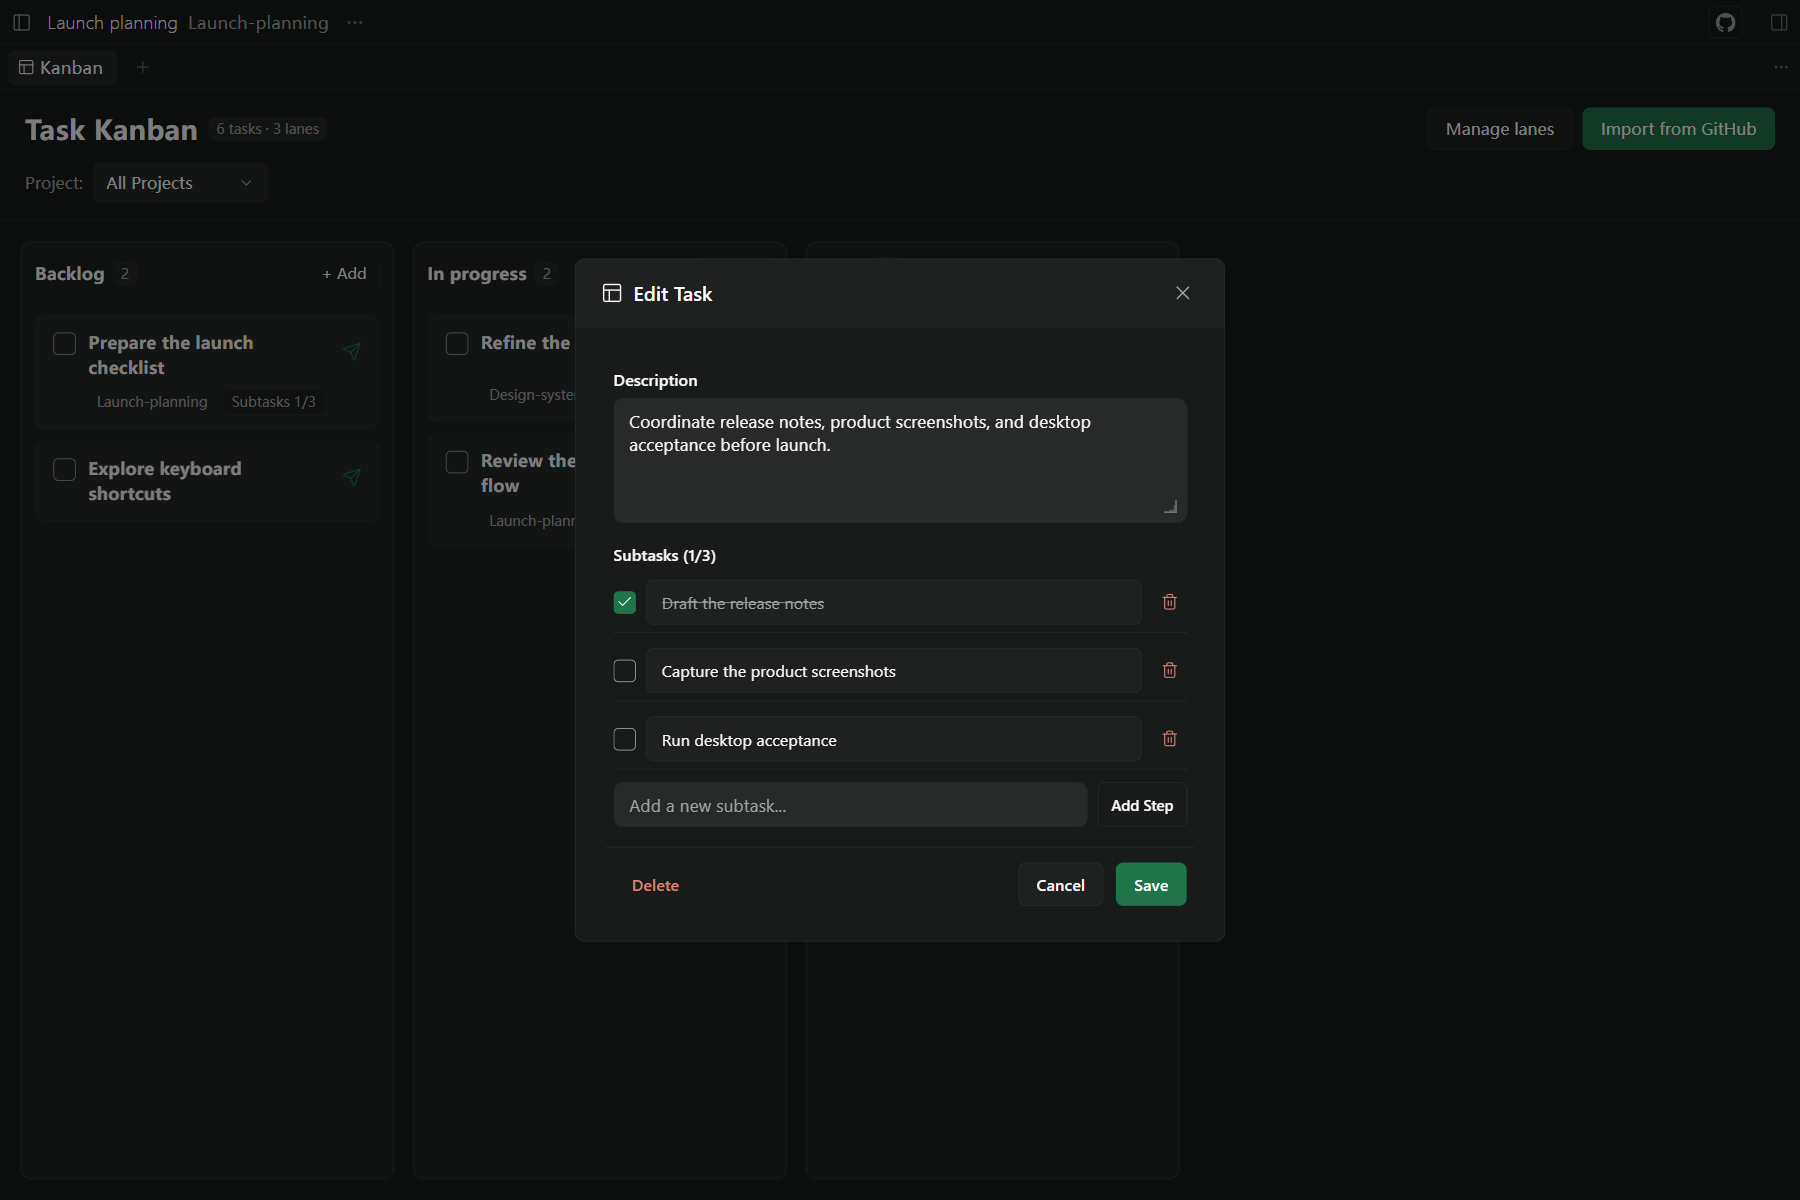 Launch planning Launch-planning ···
Kanban +
Task Kanban 6 tasks · 3 lanes
Manage lanes Import from GitHub
Project: All Projects
Backlog 2 + Add
Prepare the launch
checklist
Launch-planning Subtasks 1/3
Explore keyboard
shortcuts
In progress 2
Refine the
Design-syste
Review the
flow
Launch-plann
Edit Task
Description
Coordinate release notes, product screenshots, and desktop
acceptance before launch.
Subtasks (1/3)
Draft the release notes
Capture the product screenshots
Run desktop acceptance
Add a new subtask... Add Step
Delete Cancel Save